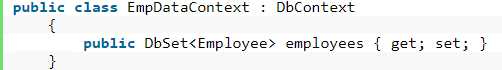 public class EmpDataContext : DbContext
{
public DbSet<Employee> employees { get; set; }
}